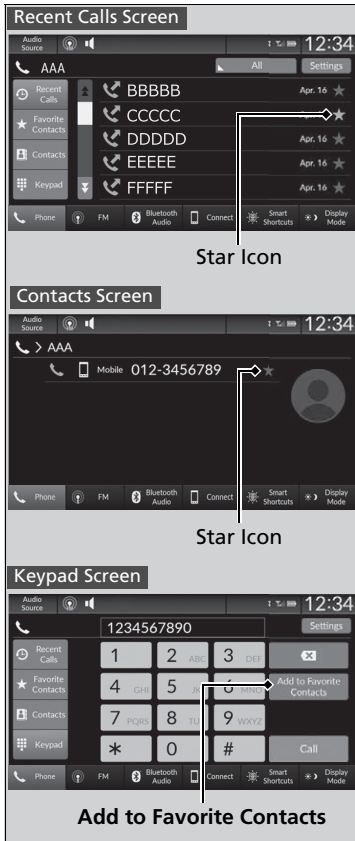 Recent Calls Screen
Audio
Source
12:34
AAA
All
Settings
Recent
Calls
BBBBB
Apr. 16
Favorite
Contacts
CCCCC
Apr. 16
Contacts
DDDDD
Apr. 16
EEEEE
Apr. 16
Keypad
FFFFF
Apr. 16
Phone
FM
Bluetooth
Audio
Connect
Smart
Shortcuts
Display
Mode
Star Icon
Contacts Screen
Audio
Source
12:34
> AAA
Mobile 012-3456789
Phone
FM
Bluetooth
Audio
Connect
Smart
Shortcuts
Display
Mode
Star Icon
Keypad Screen
Audio
Source
12:34
1234567890
Settings
Recent
Calls
1
2 ABC
3 DEF
Favorite
Contacts
4 GHI
5
6 MNO
Add to Favorite
Contacts
Contacts
7 PQRS
8
9 WXYZ
Keypad
*
0
#
Call
Phone
FM
Bluetooth
Audio
Connect
Smart
Shortcuts
Display
Mode
Add to Favorite Contacts